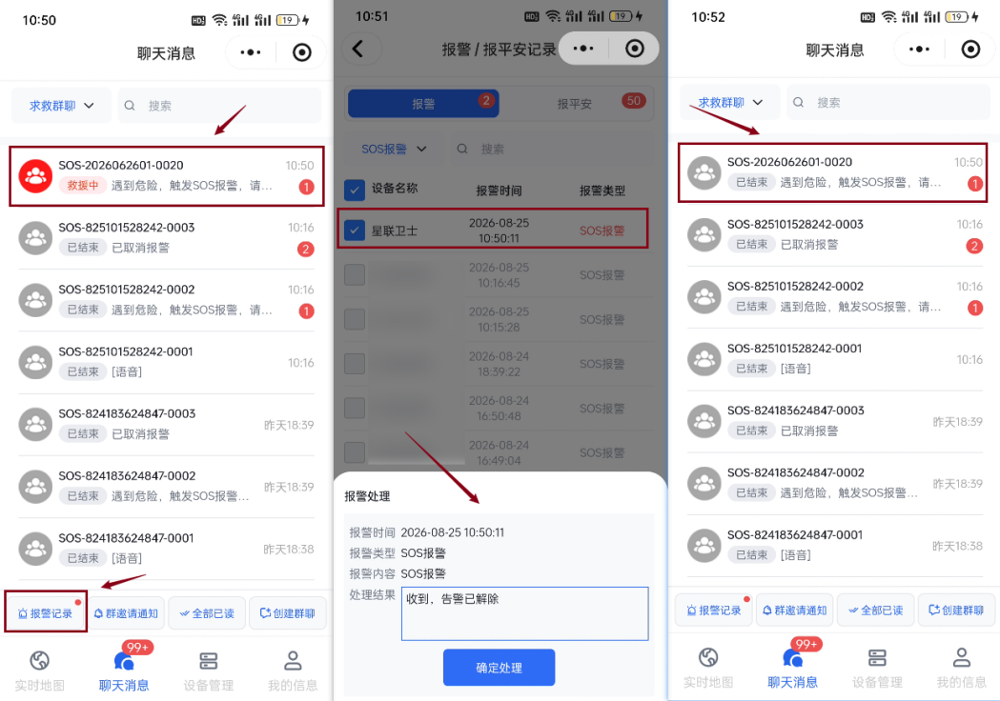 10:50
HD
4G
4G
19
聊天消息
求救群聊
搜索
SOS-2026062601-0020
10:50
救援中
遇到危险，触发SOS报警，请...
1
SOS-825101528242-0003
10:16
已结束
已取消报警
2
SOS-825101528242-0002
10:16
已结束
遇到危险，触发SOS报警，请...
1
SOS-825101528242-0001
已结束
[语音]
10:16
SOS-824183624847-0003
已结束
已取消报警
昨天18:39
SOS-824183624847-0002
已结束
遇到危险，触发SOS报警...
昨天18:39
SOS-824183624847-0001
已结束
[语音]
昨天18:38
报警记录
群邀请通知
全部已读
创建群聊
99+
实时地图
聊天消息
设备管理
我的信息
10:51
HD
4G
4G
19
报警 / 报平安记录
报警
2
报平安
50
SOS报警
搜索
设备名称
报警时间
报警类型
星联卫士
2026-08-25
10:50:11
SOS报警
2026-08-25
10:16:45
SOS报警
2026-08-25
10:15:28
SOS报警
2026-08-24
18:39:22
SOS报警
2026-08-24
16:50:48
SOS报警
2026-08-24
16:49:04
SOS报警
报警处理
报警时间 2026-08-25 10:50:11
报警类型 SOS报警
报警内容 SOS报警
处理结果
收到，告警已解除
确定处理
10:52
HD
4G
4G
19
聊天消息
求救群聊
搜索
SOS-2026062601-0020
10:50
已结束
遇到危险，触发SOS报警，请...
1
SOS-825101528242-0003
10:16
已结束
已取消报警
2
SOS-825101528242-0002
10:16
已结束
遇到危险，触发SOS报警，请...
1
SOS-825101528242-0001
已结束
[语音]
10:16
SOS-824183624847-0003
已结束
已取消报警
昨天18:39
SOS-824183624847-0002
已结束
遇到危险，触发SOS报警...
昨天18:39
SOS-824183624847-0001
已结束
[语音]
昨天18:38
报警记录
群邀请通知
全部已读
创建群聊
99+
实时地图
聊天消息
设备管理
我的信息